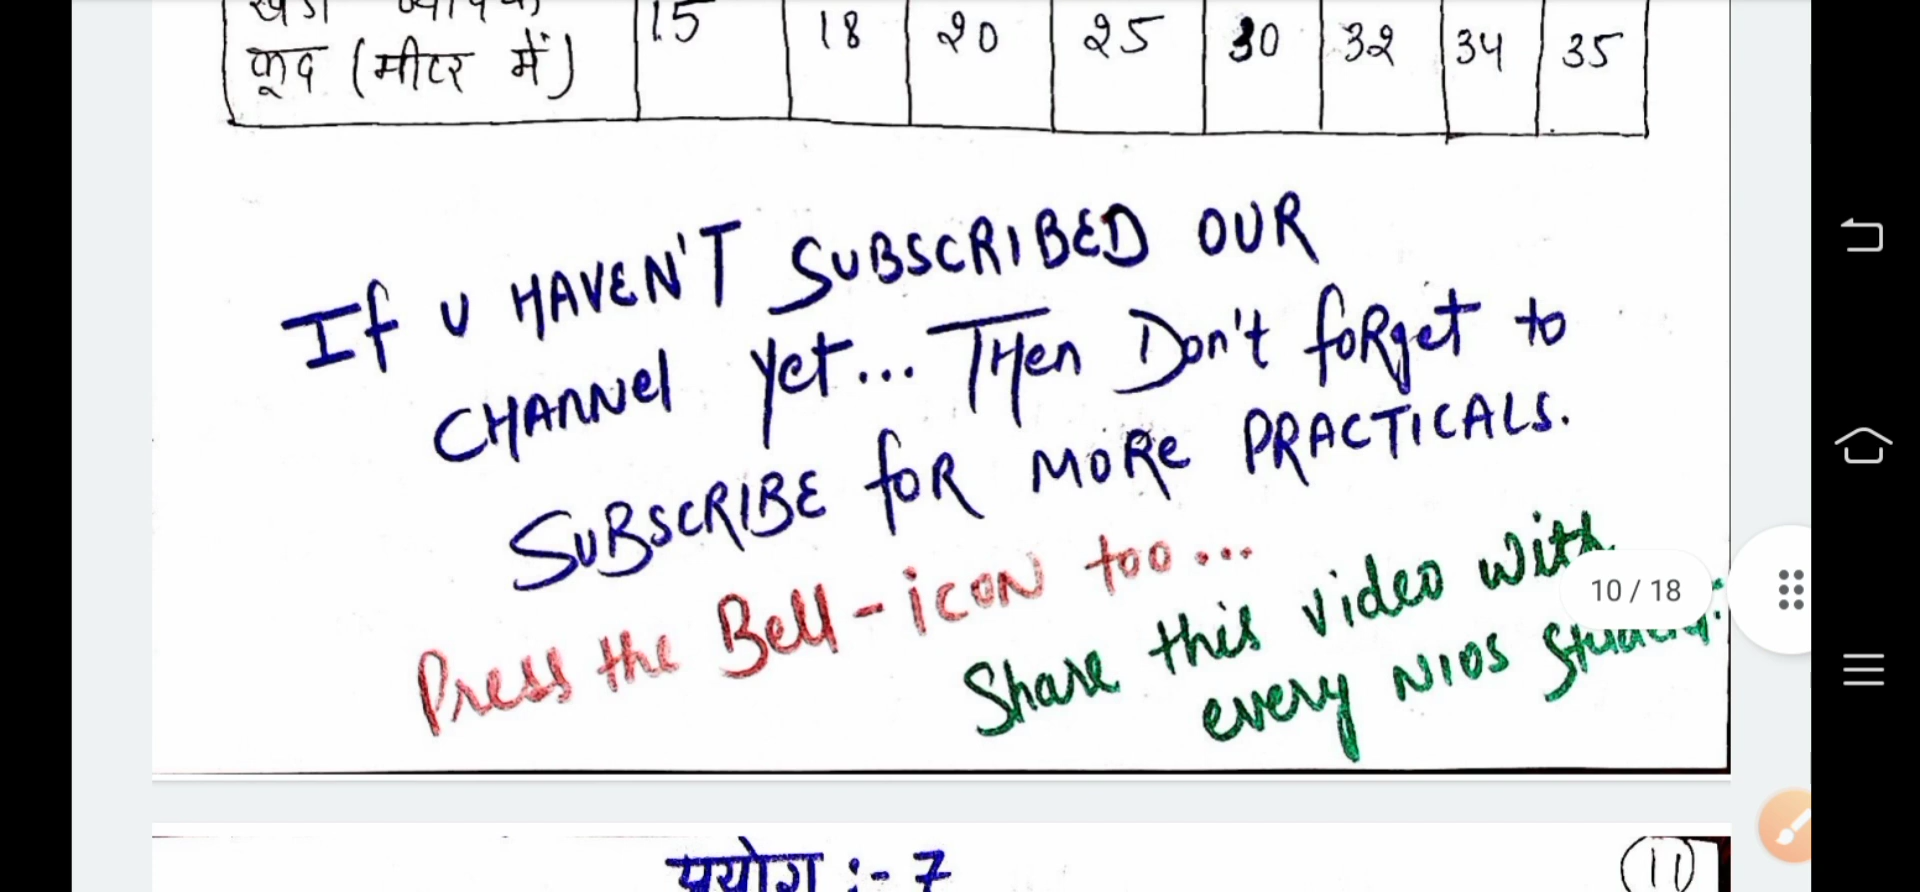 कूद (मीटर में) 15 18 20 25 30 32 34 35
If U HAVEN'T SUBSCRIBED OUR
CHANNel Yet... THen Don't foRget to
SUBSCRIBE foR MORe PRACTICALS.
Press the Bell-icoN too...
Share this video with
every NIOS
10 / 18
प्रयोग :- 7
11